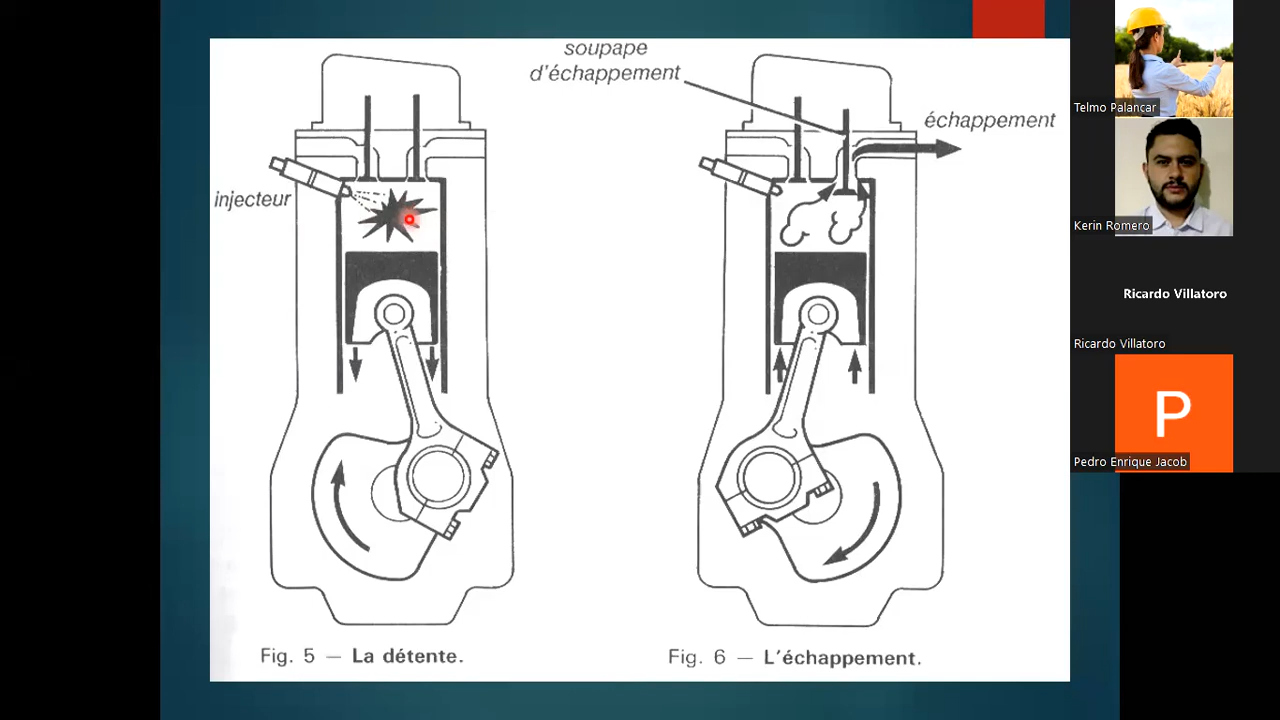 soupape
d'échappement
échappement
injecteur
Fig. 5 — La détente.
Fig. 6 — L'échappement.
Telmo Palancar
Kerin Romero
Ricardo Villatoro
Ricardo Villatoro
P
Pedro Enrique Jacob